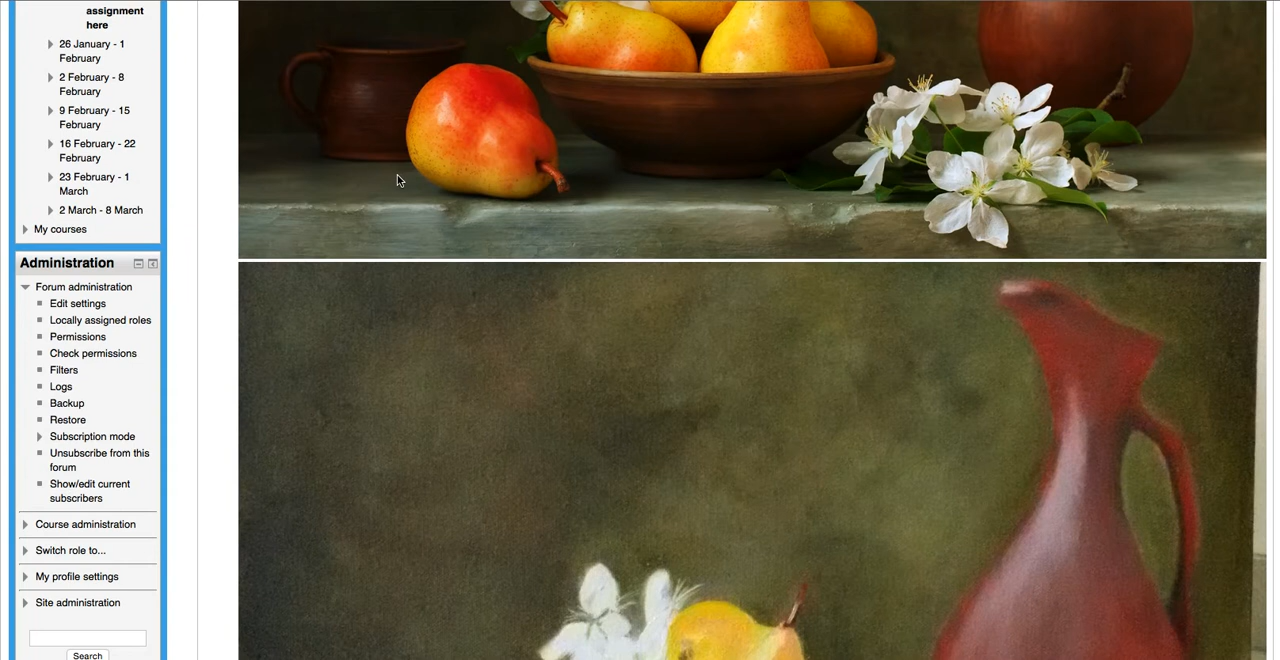 assignment
here
26 January - 1
February
2 February - 8
February
9 February - 15
February
16 February - 22
February
23 February - 1
March
2 March - 8 March
My courses
Administration
Forum administration
Edit settings
Locally assigned roles
Permissions
Check permissions
Filters
Logs
Backup
Restore
Subscription mode
Unsubscribe from this
forum
Show/edit current
subscribers
Course administration
Switch role to...
My profile settings
Site administration
Search